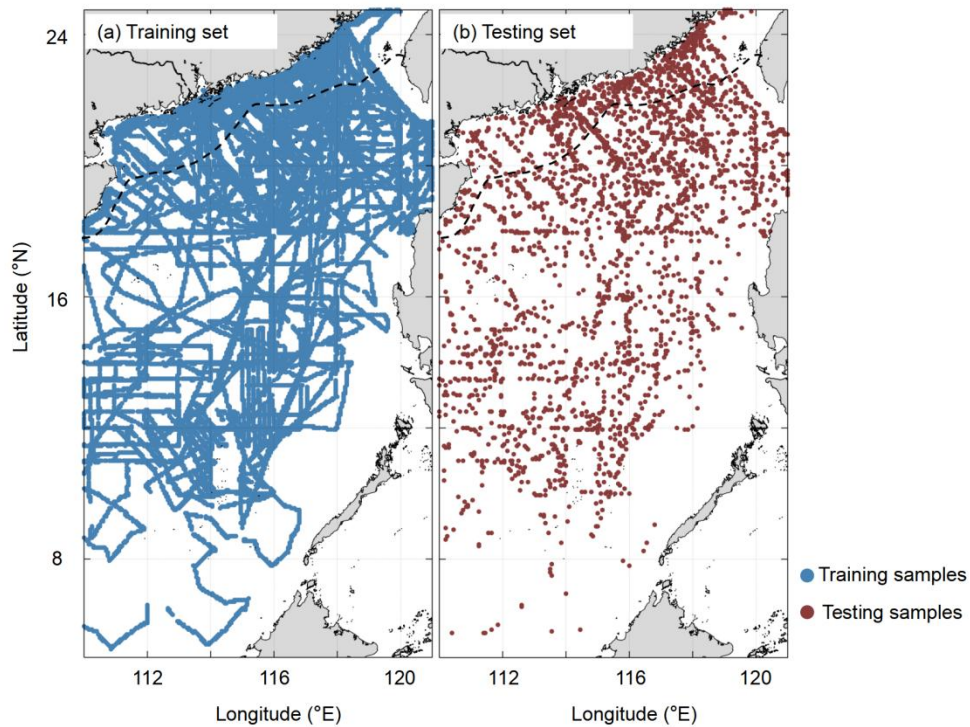 (a) Training set
(b) Testing set
24
16
8
Latitude (°N)
112
116
120
112
116
120
Longitude (°E)
Longitude (°E)
Training samples
Testing samples